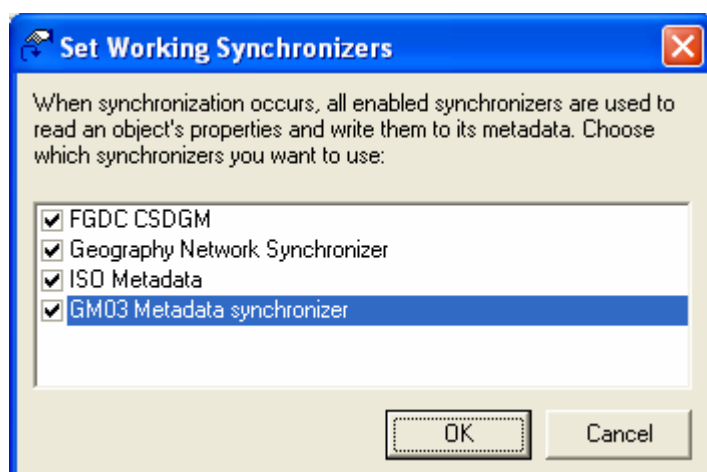 Set Working Synchronizers
When synchronization occurs, all enabled synchronizers are used to
read an object's properties and write them to its metadata. Choose
which synchronizers you want to use:
FGDC CSDGM
Geography Network Synchronizer
ISO Metadata
GM03 Metadata synchronizer
OK Cancel